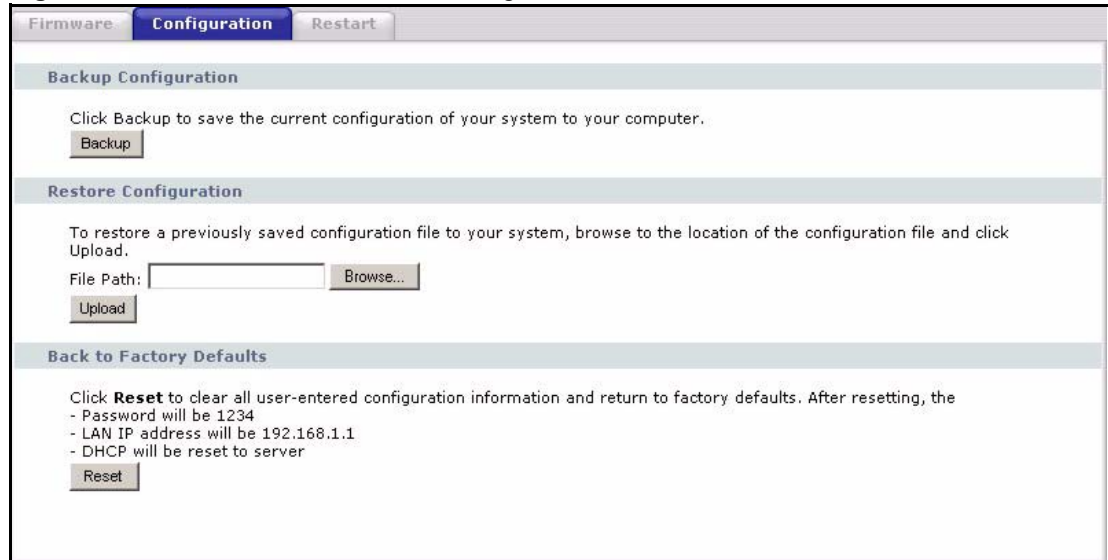 Firmware Configuration Restart
Backup Configuration
Click Backup to save the current configuration of your system to your computer.
Backup
Restore Configuration
To restore a previously saved configuration file to your system, browse to the location of the configuration file and click
Upload.
File Path: Browse...
Upload
Back to Factory Defaults
Click Reset to clear all user-entered configuration information and return to factory defaults. After resetting, the
- Password will be 1234
- LAN IP address will be 192.168.1.1
- DHCP will be reset to server
Reset